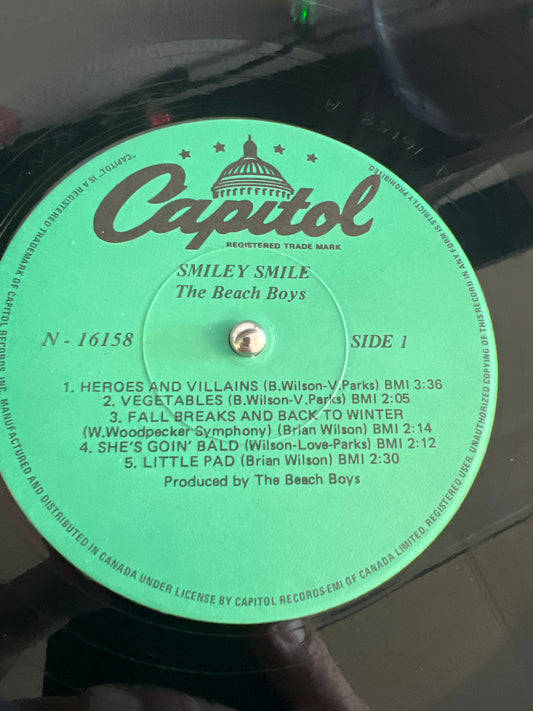 Capitol
REGISTERED TRADE MARK
SMILEY SMILE
The Beach Boys
N - 16158
SIDE 1
1. HEROES AND VILLAINS (B.Wilson-V.Parks) BMI 3:36
2. VEGETABLES (B.Wilson-V.Parks) BMI 2:05
3. FALL BREAKS AND BACK TO WINTER
(W.Woodpecker Symphony) (Brian Wilson) BMI 2:14
4. SHE'S GOIN' BALD (Wilson-Love-Parks) BMI 2:12
5. LITTLE PAD (Brian Wilson) BMI 2:30
Produced by The Beach Boys
"CAPITOL" IS A REGISTERED TRADEMARK OF CAPITOL RECORDS, INC. MANUFACTURED AND DISTRIBUTED IN CANADA UNDER LICENSE BY CAPITOL RECORDS-EMI OF CANADA LIMITED, REGISTERED USER. UNAUTHORIZED COPYING OF THIS RECORD IN ANY FORM IS STRICTLY PROHIBITED.